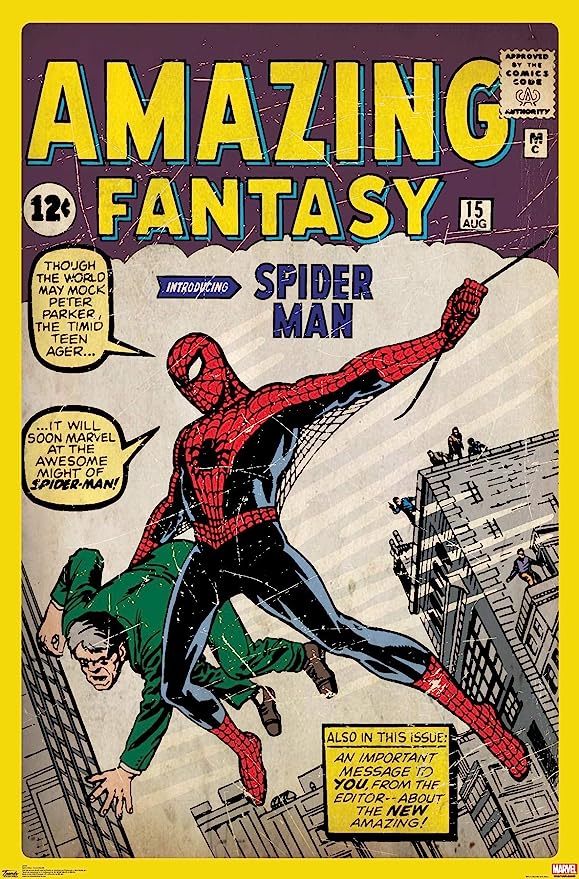 AMAZING
FANTASY
APPROVED
BY THE
COMICS
CODE
AUTHORITY
M
C
12¢
15
AUG
INTRODUCING
SPIDER
MAN
THOUGH
THE WORLD
MAY MOCK
PETER
PARKER,
THE TIMID
TEEN
AGER...
...IT WILL
SOON MARVEL
AT THE
AWESOME
MIGHT OF
SPIDER-MAN!
ALSO IN THIS ISSUE:
AN IMPORTANT
MESSAGE TO
YOU, FROM THE
EDITOR--ABOUT
THE NEW
AMAZING!
Trends
MARVEL